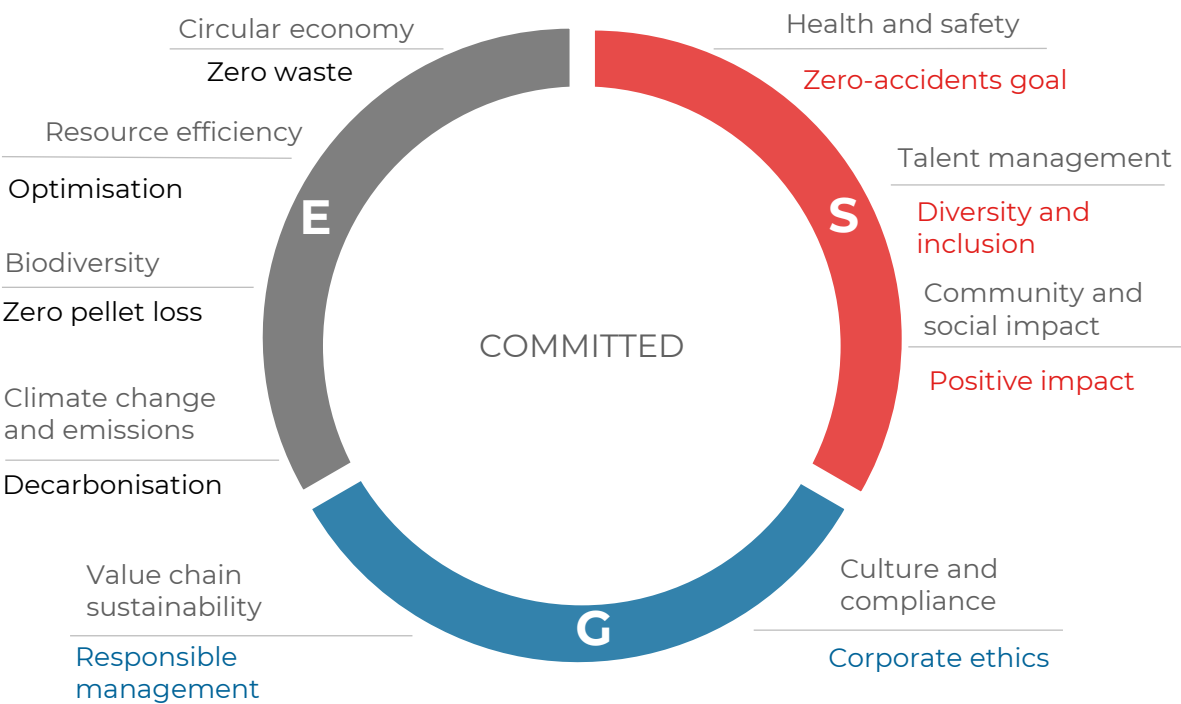 Circular economy
Zero waste
Resource efficiency
Optimisation
Biodiversity
Zero pellet loss
Climate change
and emissions
Decarbonisation
E
Health and safety
Zero-accidents goal
Talent management
Diversity and
inclusion
Community and
social impact
Positive impact
S
COMMITTED
Value chain
sustainability
Responsible
management
G
Culture and
compliance
Corporate ethics